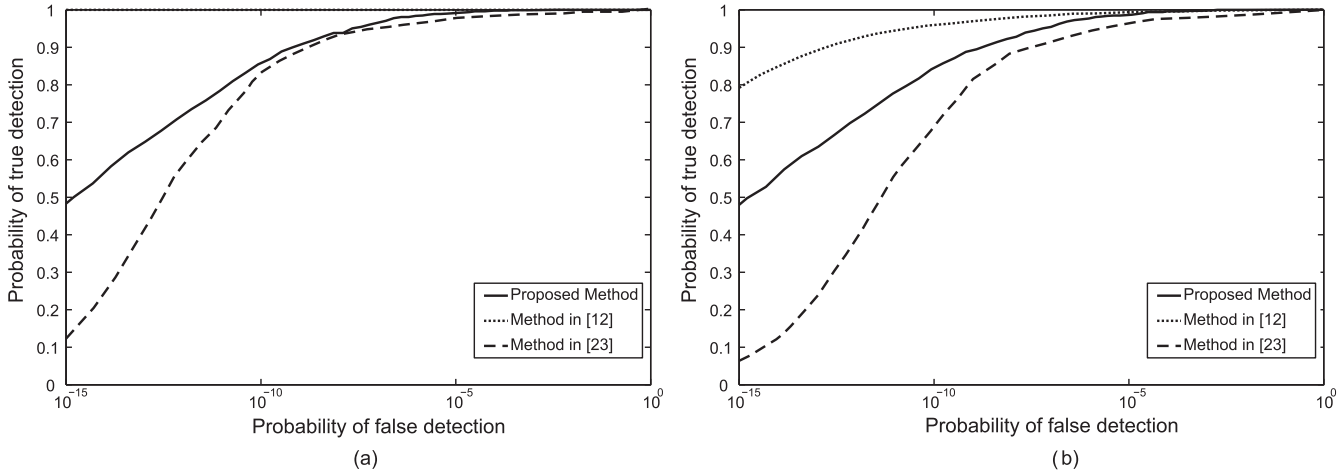 1
0.9
0.8
0.7
0.6
0.5
0.4
0.3
0.2
0.1
0
Probability of true detection
Proposed Method
Method in [12]
Method in [23]
10⁻¹⁵
10⁻¹⁰
10⁻⁵
10⁰
Probability of false detection
(a)
1
0.9
0.8
0.7
0.6
0.5
0.4
0.3
0.2
0.1
0
Probability of true detection
Proposed Method
Method in [12]
Method in [23]
10⁻¹⁵
10⁻¹⁰
10⁻⁵
10⁰
Probability of false detection
(b)